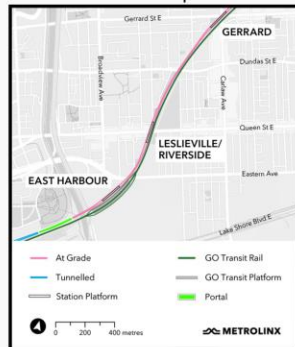 Gerrard St E
GERRARD
Broadview Ave
Dundas St E
Carlaw Ave
Queen St E
LESLIEVILLE/
RIVERSIDE
Eastern Ave
EAST HARBOUR
Lake Shore Blvd E
At Grade
GO Transit Rail
Tunnelled
GO Transit Platform
Station Platform
Portal
0 200 400 metres
METROLINX